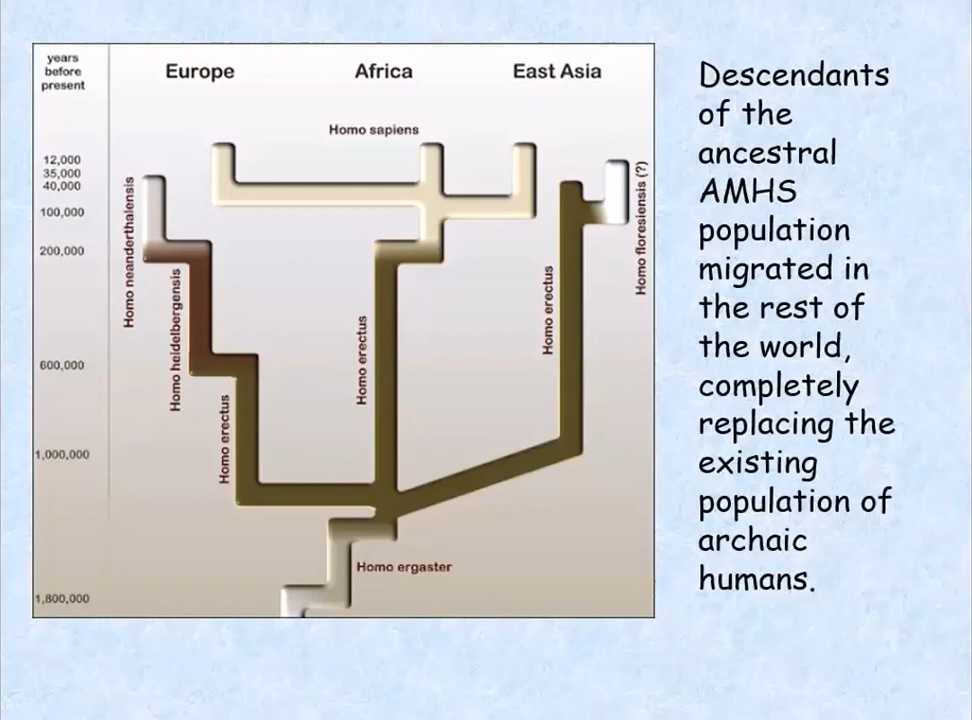 years
before
present
Europe
Africa
East Asia
Homo sapiens
12,000
35,000
40,000
100,000
200,000
600,000
1,000,000
1,800,000
Homo neanderthalensis
Homo heidelbergensis
Homo erectus
Homo erectus
Homo erectus
Homo floresiensis (?)
Homo ergaster
Descendants
of the
ancestral
AMHS
population
migrated in
the rest of
the world,
completely
replacing the
existing
population of
archaic
humans.